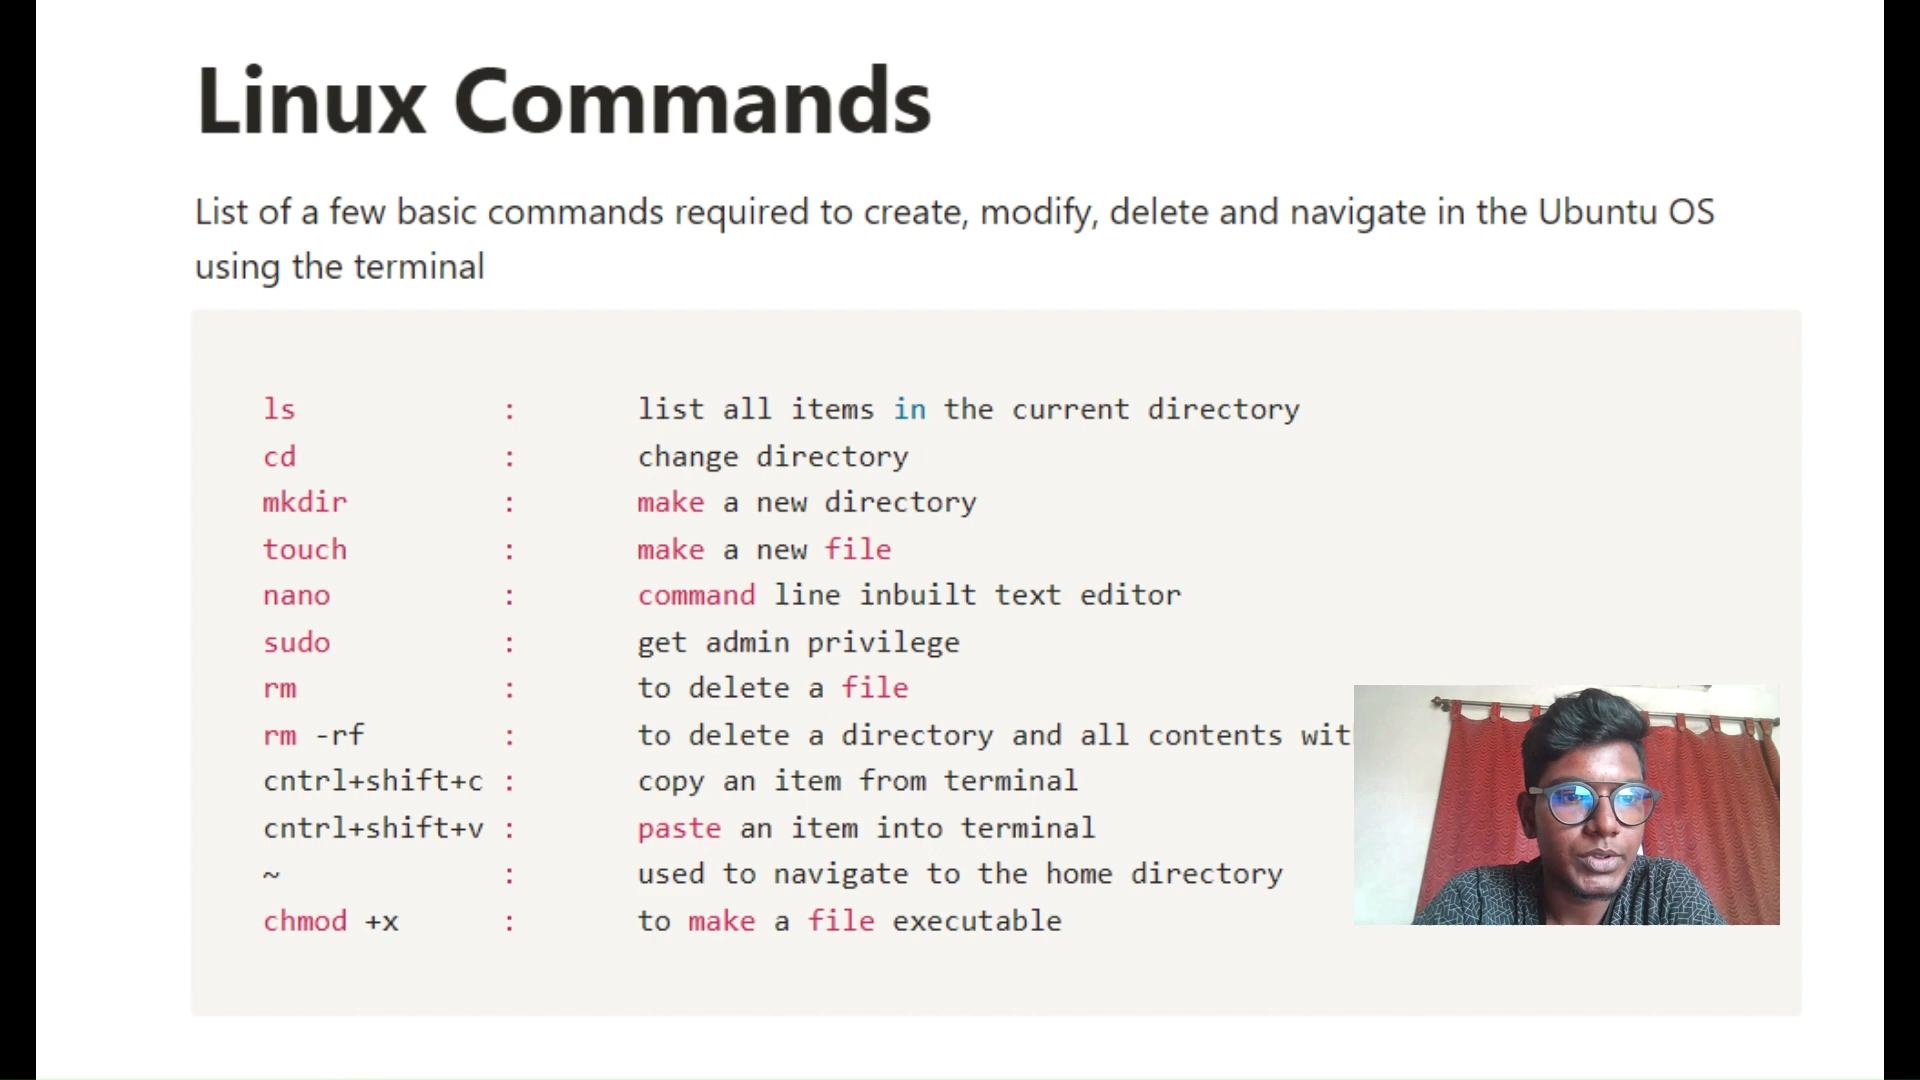 Linux Commands
List of a few basic commands required to create, modify, delete and navigate in the Ubuntu OS
using the terminal
ls : list all items in the current directory
cd : change directory
mkdir : make a new directory
touch : make a new file
nano : command line inbuilt text editor
sudo : get admin privilege
rm : to delete a file
rm -rf : to delete a directory and all contents
cntrl+shift+c : copy an item from terminal
cntrl+shift+v : paste an item into terminal
~ : used to navigate to the home directory
chmod +x : to make a file executable